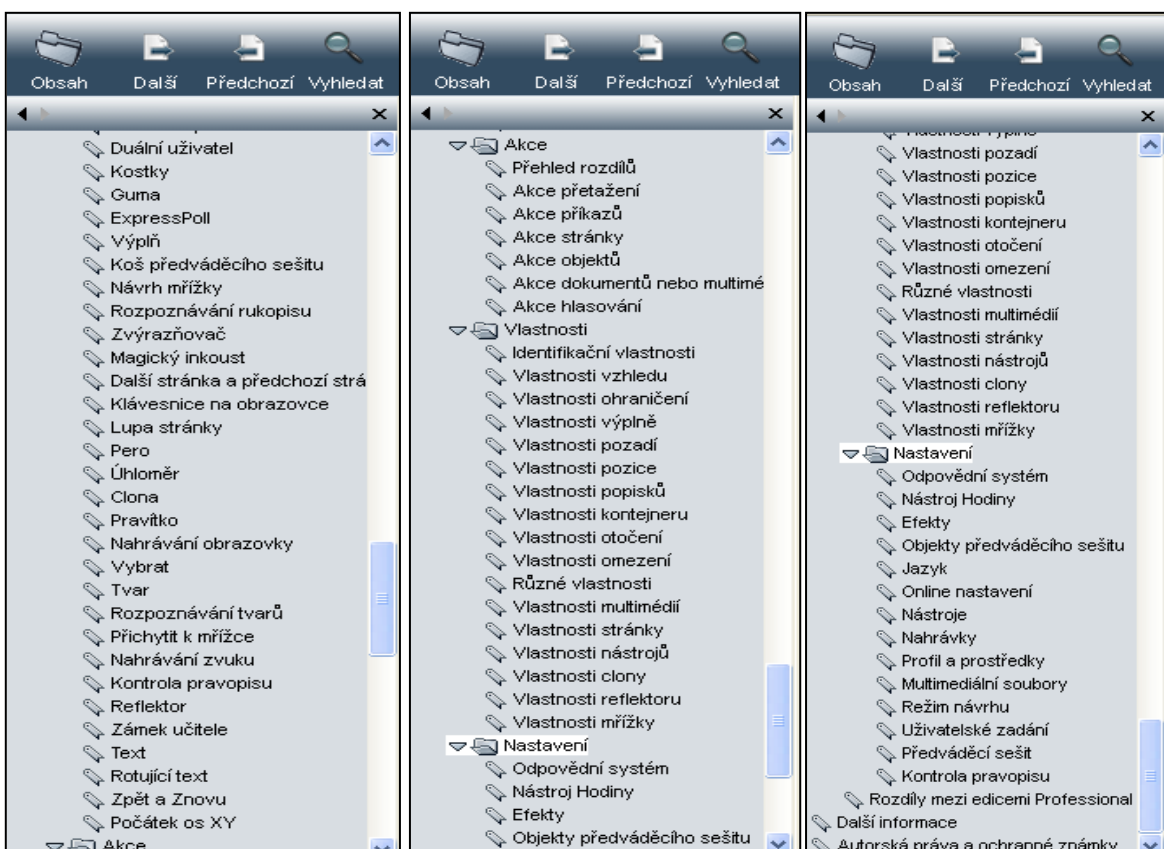 Obsah Další Předchozí Vyhledat
Duální uživatel
Kostky
Guma
ExpressPoll
Výplň
Koš předváděcího sešitu
Návrh mřížky
Rozpoznávání rukopisu
Zvýrazňovač
Magický inkoust
Další stránka a předchozí strá
Klávesnice na obrazovce
Lupa stránky
Pero
Úhloměr
Clona
Pravítko
Nahrávání obrazovky
Vybrat
Tvar
Rozpoznávání tvarů
Přichytit k mřížce
Nahrávání zvuku
Kontrola pravopisu
Reflektor
Zámek učitele
Text
Rotující text
Zpět a Znovu
Počátek os XY
Akce
Obsah Další Předchozí Vyhledat
Akce
Přehled rozdílů
Akce přetažení
Akce příkazů
Akce stránky
Akce objektů
Akce dokumentů nebo multimé
Akce hlasování
Vlastnosti
Identifikační vlastnosti
Vlastnosti vzhledu
Vlastnosti ohraničení
Vlastnosti výplně
Vlastnosti pozadí
Vlastnosti pozice
Vlastnosti popisků
Vlastnosti kontejneru
Vlastnosti otočení
Vlastnosti omezení
Různé vlastnosti
Vlastnosti multimédií
Vlastnosti stránky
Vlastnosti nástrojů
Vlastnosti clony
Vlastnosti reflektoru
Vlastnosti mřížky
Nastavení
Odpovědní systém
Nástroj Hodiny
Efekty
Objekty předváděcího sešitu
Obsah Další Předchozí Vyhledat
Vlastnosti výplně
Vlastnosti pozadí
Vlastnosti pozice
Vlastnosti popisků
Vlastnosti kontejneru
Vlastnosti otočení
Vlastnosti omezení
Různé vlastnosti
Vlastnosti multimédií
Vlastnosti stránky
Vlastnosti nástrojů
Vlastnosti clony
Vlastnosti reflektoru
Vlastnosti mřížky
Nastavení
Odpovědní systém
Nástroj Hodiny
Efekty
Objekty předváděcího sešitu
Jazyk
Online nastavení
Nástroje
Nahrávky
Profil a prostředky
Multimediální soubory
Režim návrhu
Uživatelské zadání
Předváděcí sešit
Kontrola pravopisu
Rozdíly mezi edicemi Professional
Další informace
Autorská práva a ochranné známky